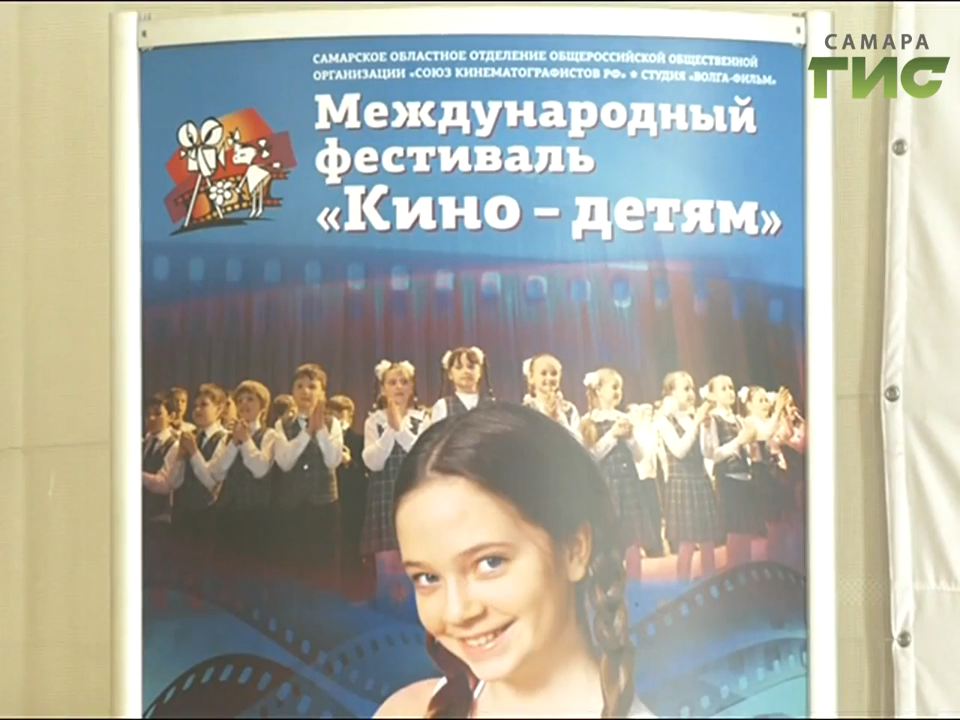 САМАРСКОЕ ОБЛАСТНОЕ ОТДЕЛЕНИЕ ОБЩЕРОССИЙСКОЙ ОБЩЕСТВЕННОЙ
ОРГАНИЗАЦИИ «СОЮЗ КИНЕМАТОГРАФИСТОВ РФ» * СТУДИЯ «ВОЛГА-ФИЛЬМ»
Международный
фестиваль
«Кино – детям»
САМАРА
ГИС